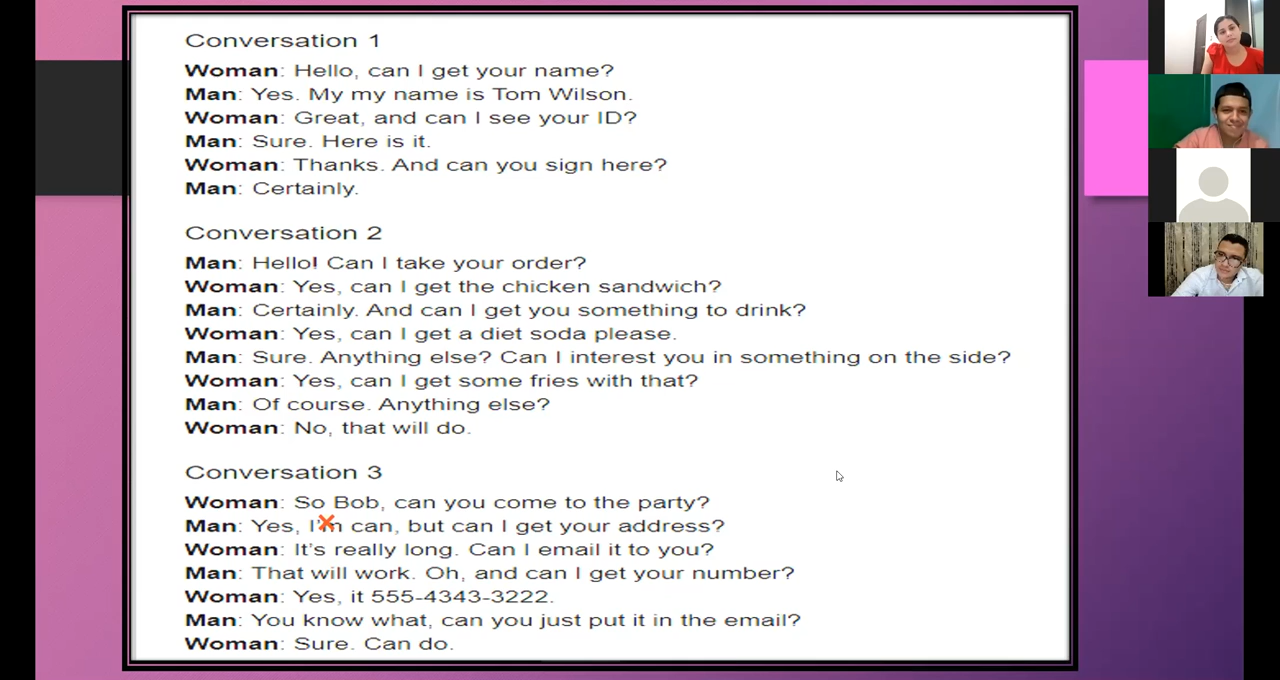 Conversation 1
Woman: Hello, can I get your name?
Man: Yes. My my name is Tom Wilson.
Woman: Great, and can I see your ID?
Man: Sure. Here is it.
Woman: Thanks. And can you sign here?
Man: Certainly.
Conversation 2
Man: Hello! Can I take your order?
Woman: Yes, can I get the chicken sandwich?
Man: Certainly. And can I get you something to drink?
Woman: Yes, can I get a diet soda please.
Man: Sure. Anything else? Can I interest you in something on the side?
Woman: Yes, can I get some fries with that?
Man: Of course. Anything else?
Woman: No, that will do.
Conversation 3
Woman: So Bob, can you come to the party?
Man: Yes, I'm can, but can I get your address?
Woman: It's really long. Can I email it to you?
Man: That will work. Oh, and can I get your number?
Woman: Yes, it 555-4343-3222.
Man: You know what, can you just put it in the email?
Woman: Sure. Can do.